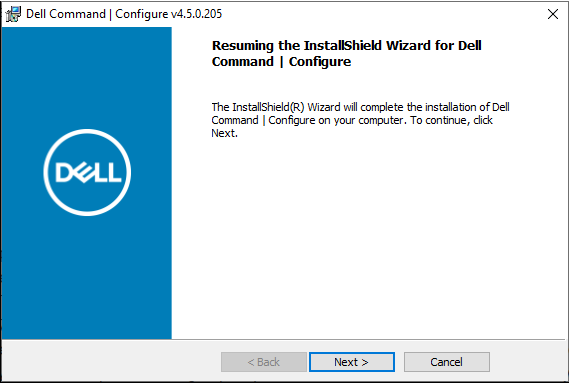 Dell Command | Configure v4.5.0.205
Resuming the InstallShield Wizard for Dell
Command | Configure
The InstallShield(R) Wizard will complete the installation of Dell
Command | Configure on your computer. To continue, click
Next.
DELL
< Back
Next >
Cancel